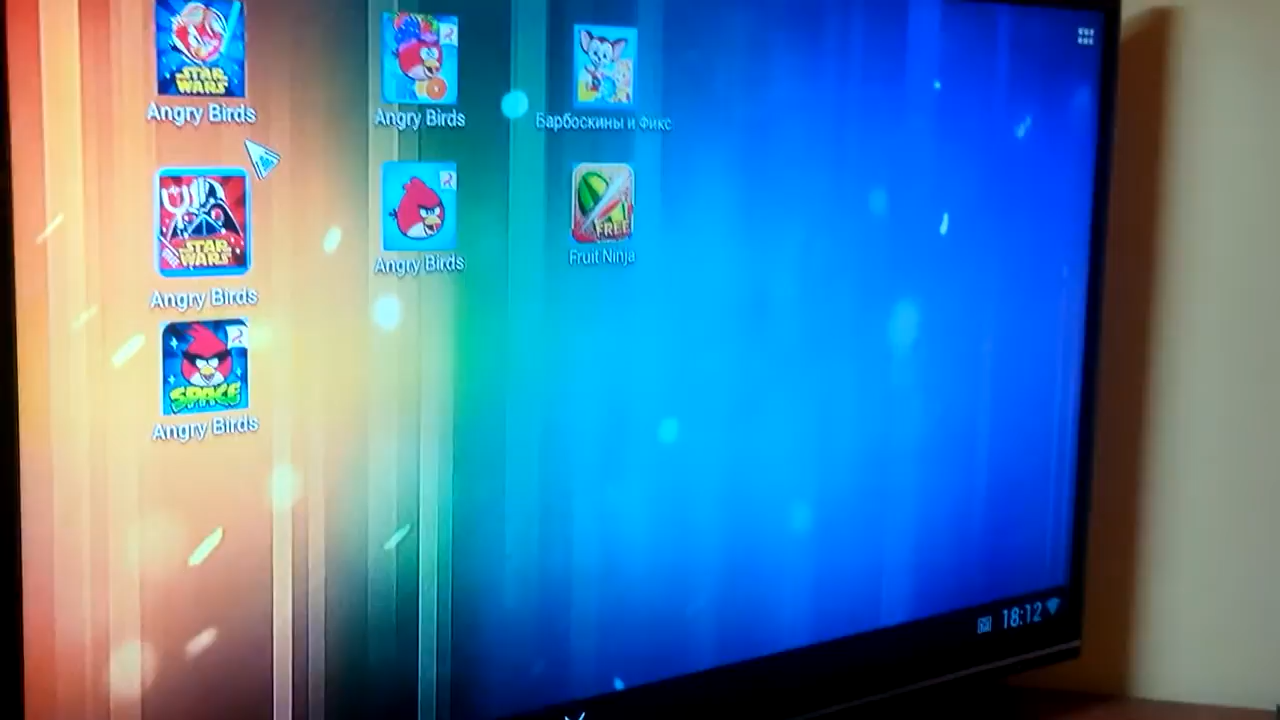 STAR
WARS
Angry Birds
Angry Birds
Барбоскины и Фикс
STAR
WARS
Angry Birds
Angry Birds
FREE
Fruit Ninja
SPACE
Angry Birds
18:12